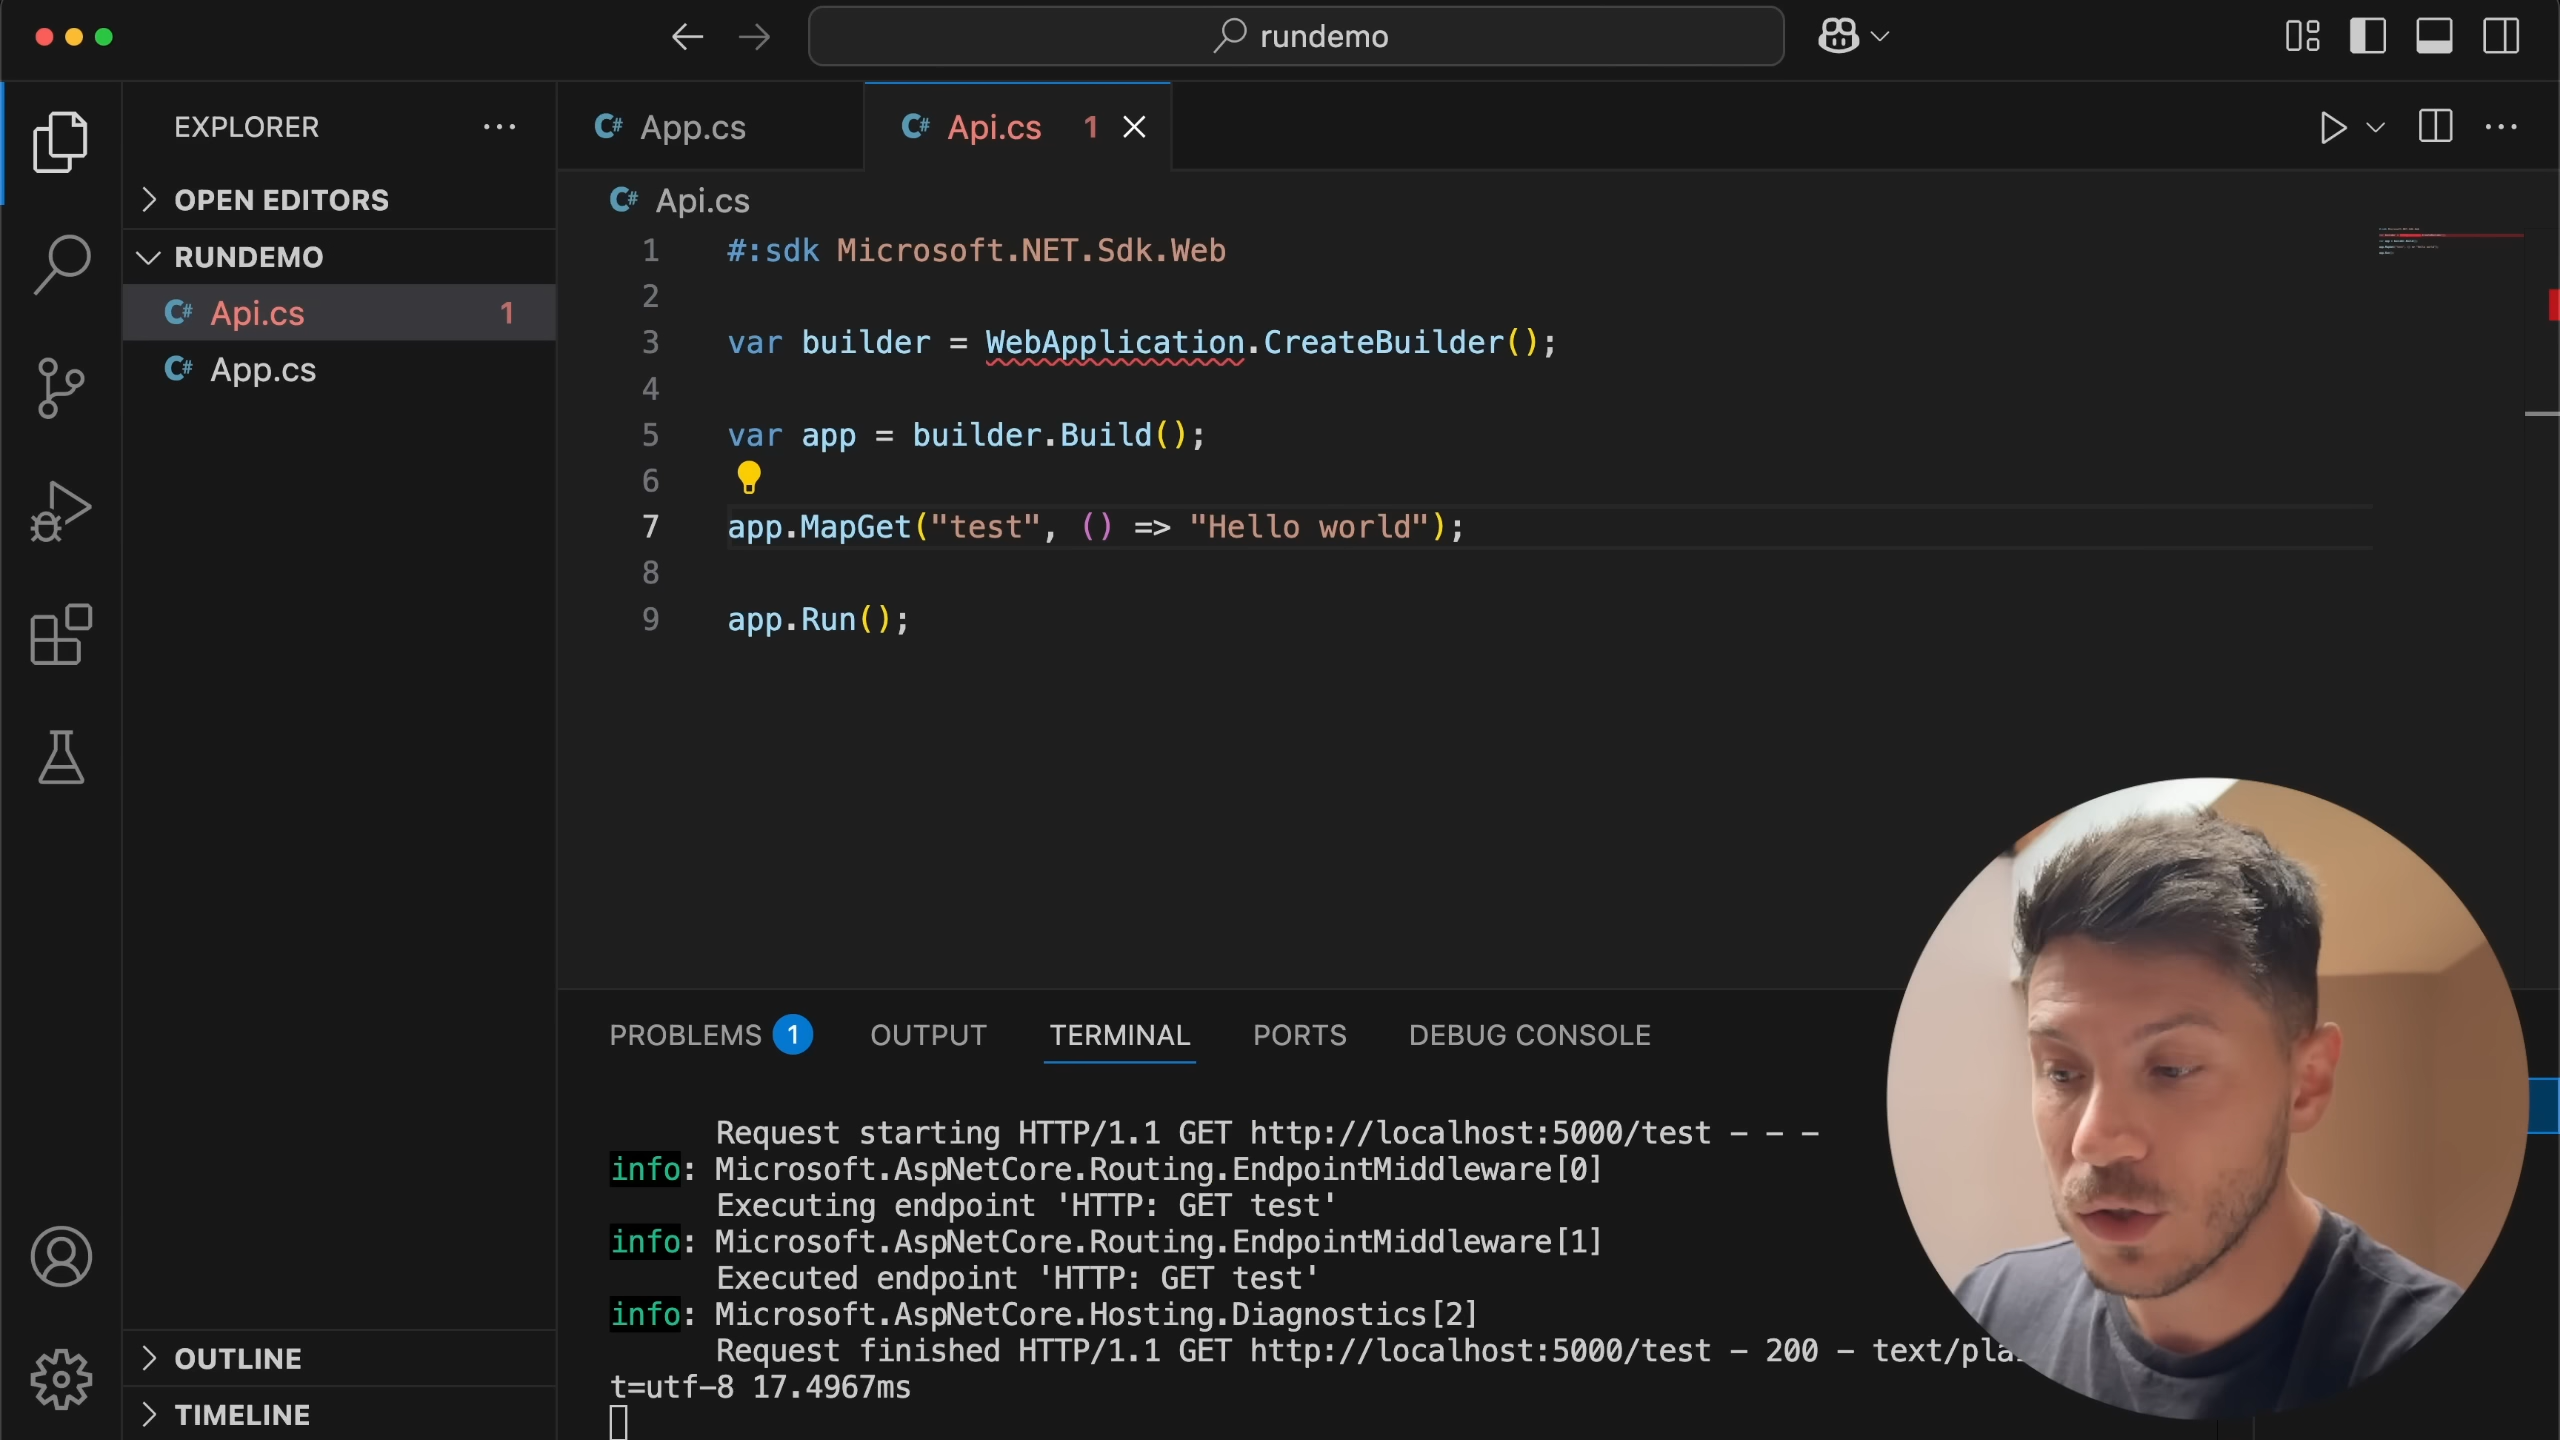 rundemo
EXPLORER
OPEN EDITORS
RUNDEMO
C# Api.cs 1
C# App.cs
OUTLINE
TIMELINE
C# App.cs
C# Api.cs 1
C# Api.cs
1 #:sdk Microsoft.NET.Sdk.Web
2
3 var builder = WebApplication.CreateBuilder();
4
5 var app = builder.Build();
6
7 app.MapGet("test", () => "Hello world");
8
9 app.Run();
PROBLEMS 1 OUTPUT TERMINAL PORTS DEBUG CONSOLE
Request starting HTTP/1.1 GET http://localhost:5000/test - - -
info: Microsoft.AspNetCore.Routing.EndpointMiddleware[0]
Executing endpoint 'HTTP: GET test'
info: Microsoft.AspNetCore.Routing.EndpointMiddleware[1]
Executed endpoint 'HTTP: GET test'
info: Microsoft.AspNetCore.Hosting.Diagnostics[2]
Request finished HTTP/1.1 GET http://localhost:5000/test - 200 -
t=utf-8 17.4967ms